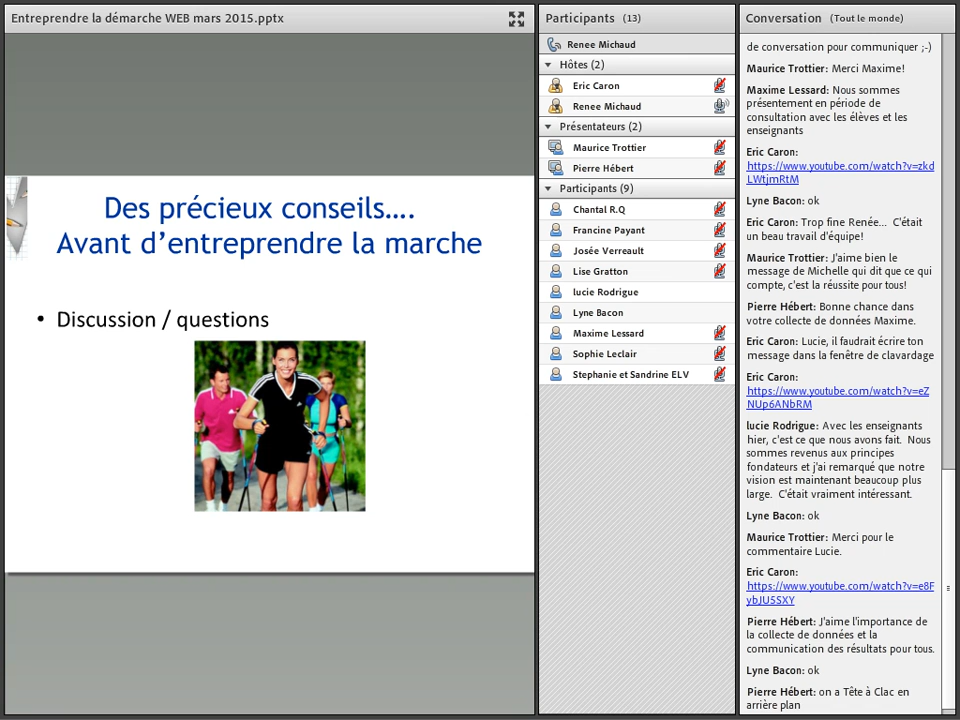 Entreprendre la démarche WEB mars 2015.pptx
Des précieux conseils….
Avant d’entreprendre la marche
• Discussion / questions
Participants (13)
Renee Michaud
Hôtes (2)
Eric Caron
Renee Michaud
Présentateurs (2)
Maurice Trottier
Pierre Hébert
Participants (9)
Chantal R.Q
Francine Payant
Josée Verreault
Lise Gratton
lucie Rodrigue
Lyne Bacon
Maxime Lessard
Sophie Leclair
Stephanie et Sandrine ELV
Conversation (Tout le monde)
de conversation pour communiquer ;-)
Maurice Trottier: Merci Maxime!
Maxime Lessard: Nous sommes
présentement en période de
consultation avec les élèves et les
enseignants
Eric Caron:
https://www.youtube.com/watch?v=zkd
LWtjmRtM
Lyne Bacon: ok
Eric Caron: Trop fine Renée... C'était
un beau travail d'équipe!
Maurice Trottier: J'aime bien le
message de Michelle qui dit que ce qui
compte, c'est la réussite pour tous!
Pierre Hébert: Bonne chance dans
votre collecte de données Maxime.
Eric Caron: Lucie, il faudrait écrire ton
message dans la fenêtre de clavardage
Eric Caron:
https://www.youtube.com/watch?v=eZ
NUp6ANbRM
lucie Rodrigue: Avec les enseignants
hier, c'est ce que nous avons fait. Nous
sommes revenus aux principes
fondateurs et j'ai remarqué que notre
vision est maintenant beaucoup plus
large. C'était vraiment intéressant.
Lyne Bacon: ok
Maurice Trottier: Merci pour le
commentaire Lucie.
Eric Caron:
https://www.youtube.com/watch?v=e8F
ybJU5SXY
Pierre Hébert: J'aime l'importance de
la collecte de données et la
communication des résultats pour tous.
Lyne Bacon: ok
Pierre Hébert: on a Tête à Clac en
arrière plan